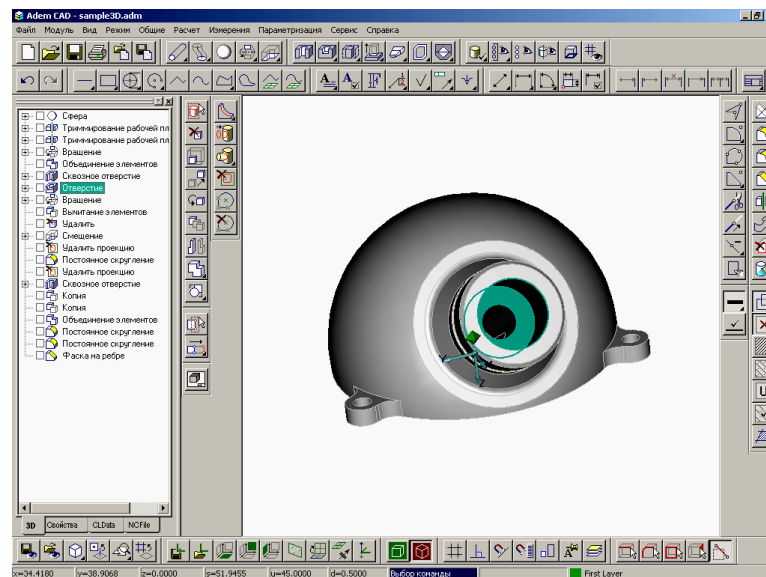 Adem CAD - sample3D.adm
Файл Модуль Вид Режим Общие Расчет Измерения Параметризация Сервис Справка
Сфера
Триммирование рабочей пл
Триммирование рабочей пл
Вращение
Объединение элементов
Сквозное отверстие
Отверстие
Вращение
Вычитание элементов
Удалить
Смещение
Удалить проекцию
Постоянное скругление
Удалить проекцию
Сквозное отверстие
Копия
Копия
Объединение элементов
Постоянное скругление
Постоянное скругление
Фаска на ребре
3D Свойства CLData NCFile
x=34.4180 y=38.9068 z=0.0000 s=51.9455 u=45.0000 d=0.5000 Выбор команды First Layer